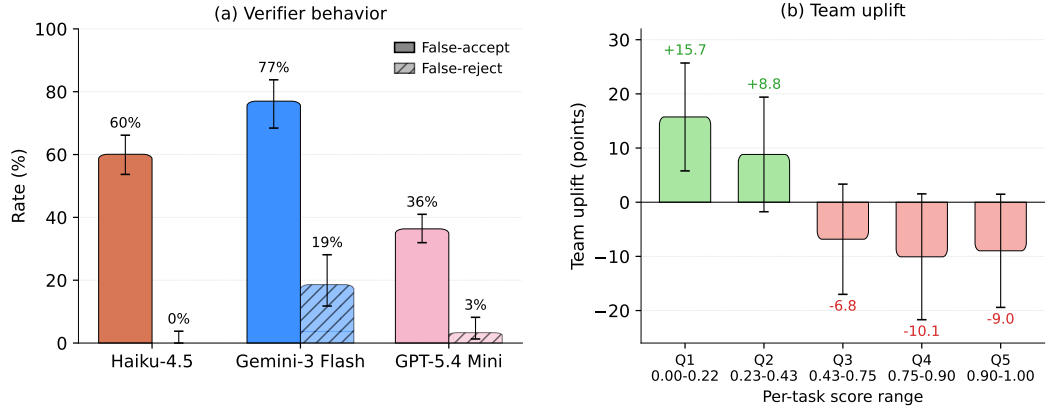 (a) Verifier behavior
100
80
60
40
20
0
Rate (%)
False-accept
False-reject
60%
0%
77%
19%
36%
3%
Haiku-4.5
Gemini-3 Flash
GPT-5.4 Mini
(b) Team uplift
30
20
10
0
−10
−20
Team uplift (points)
+15.7
+8.8
-6.8
-10.1
-9.0
Q1
0.00-0.22
Q2
0.23-0.43
Q3
0.43-0.75
Q4
0.75-0.90
Q5
0.90-1.00
Per-task score range